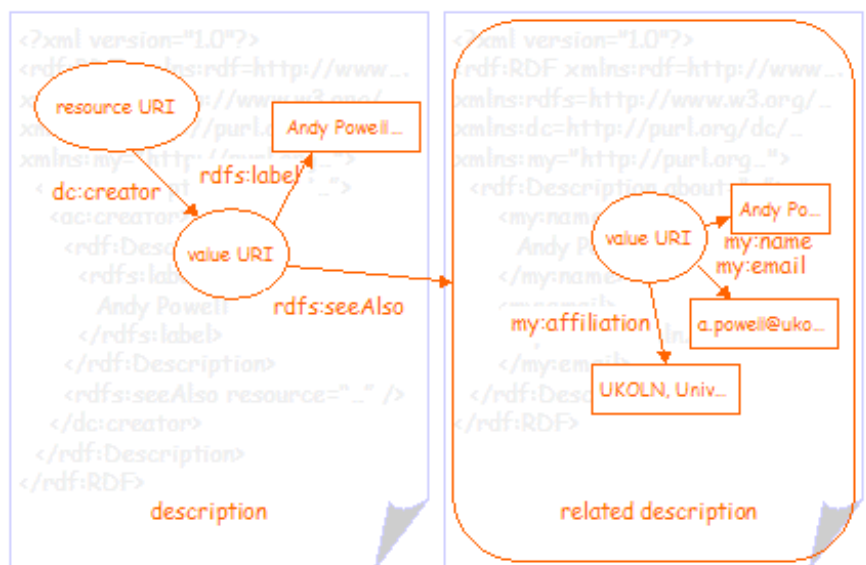 <?xml version="1.0"?>
resource URI
Andy Powell...
dc:creator
rdfs:label
value URI
rdfs:seeAlso
<rdfs:label>
Andy Powell
</rdfs:label>
</rdf:Description>
<rdfs:seeAlso resource="..." />
</dc:creator>
</rdf:Description>
</rdf:RDF>
description
<?xml version="1.0"?>
<rdf:RDF xmlns:rdf=http://www...
xmlns:rdfs=http://www.w3.org/...
xmlns:dc=http://purl.org/dc/...
xmlns:my="http://purl.org...">
value URI
Andy Po...
my:name
my:email
</my:name>
my:affiliation
a.powell@uko...
</my:email>
UKOLN, Univ...
</rdf:RDF>
related description